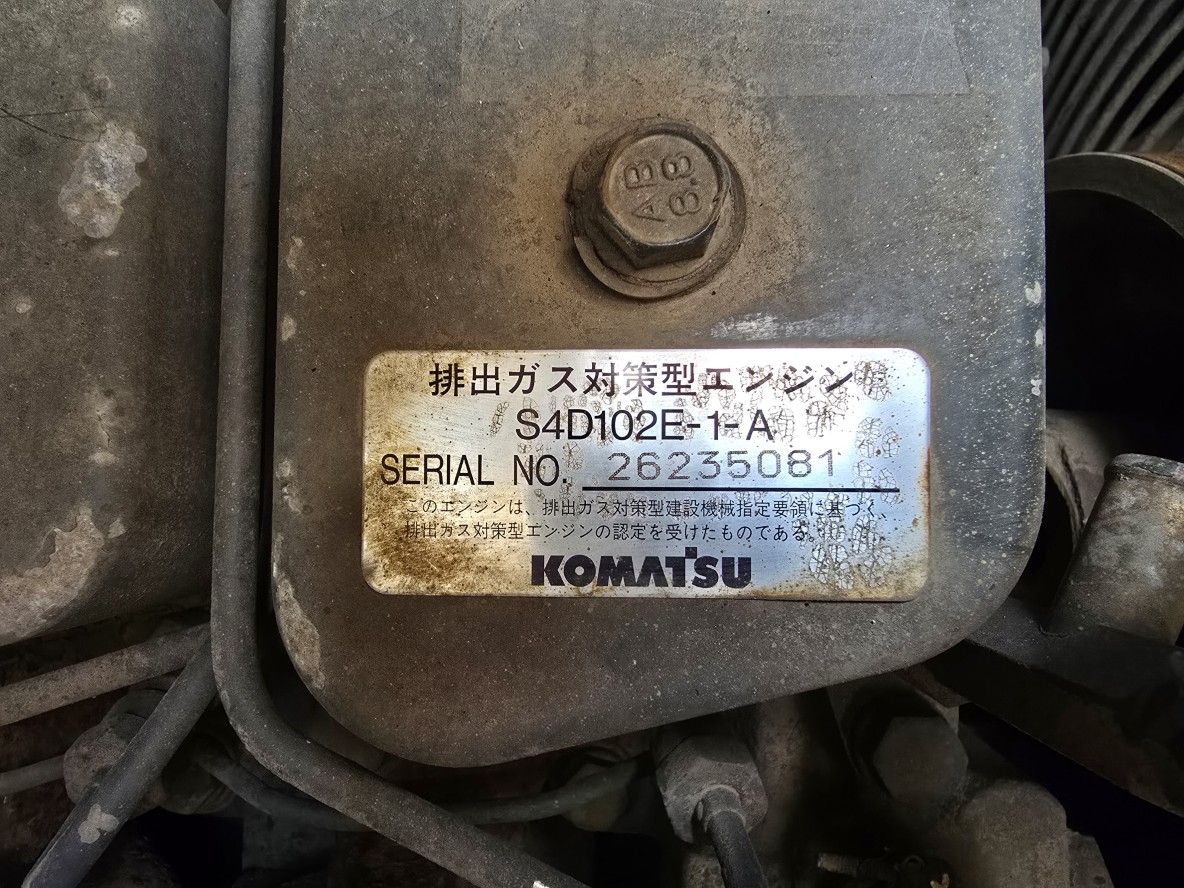 AB
8.8
排出ガス対策型エンジン
S4D102E-1-A
SERIAL NO. 26235081
このエンジンは、排出ガス対策型建設機械指定要領に基づく、
排出ガス対策型エンジンの認定を受けたものである。
KOMATSU